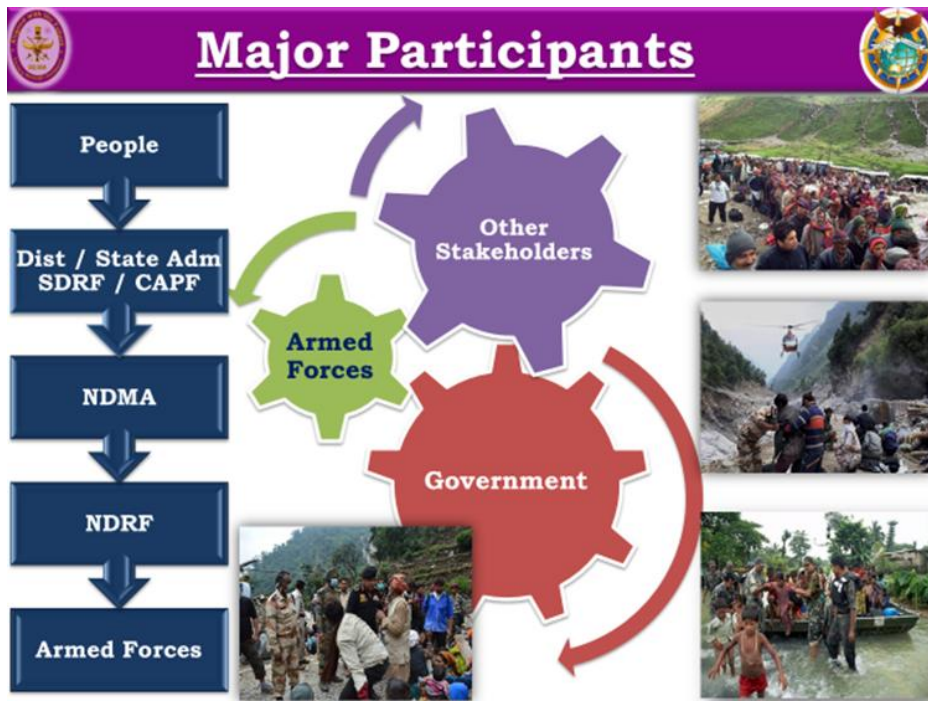 Major Participants
People
Dist / State Adm
SDRF / CAPF
NDMA
NDRF
Armed Forces
Other
Stakeholders
Armed
Forces
Government